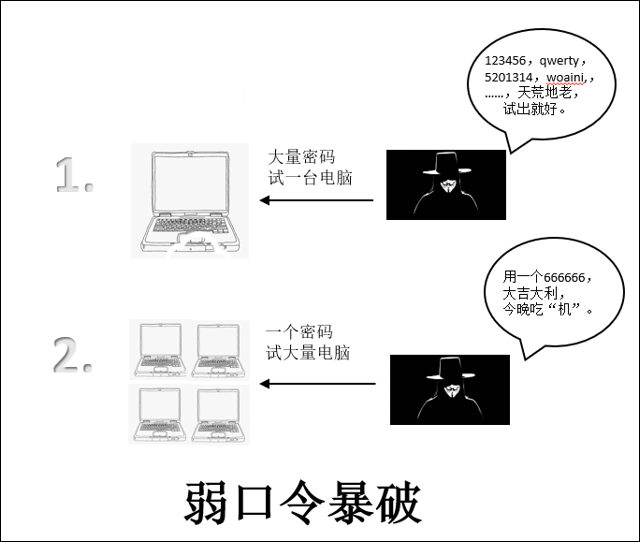 123456，qwerty，
5201314，woaini,，
……，天荒地老，
试出就好。
1.
大量密码
试一台电脑
用一个666666，
大吉大利，
今晚吃“机”。
2.
一个密码
试大量电脑
弱口令暴破